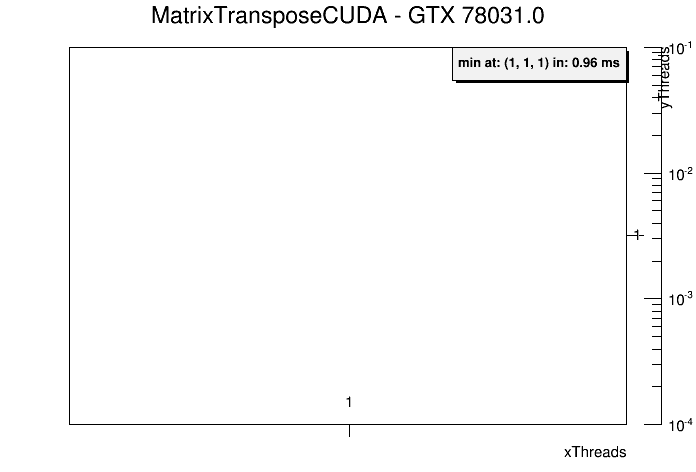 MatrixTransposeCUDA - GTX 78031.0
min at: (1, 1, 1) in: 0.96 ms
10⁻¹
yThreads
10⁻²
1
10⁻³
1
10⁻⁴
xThreads